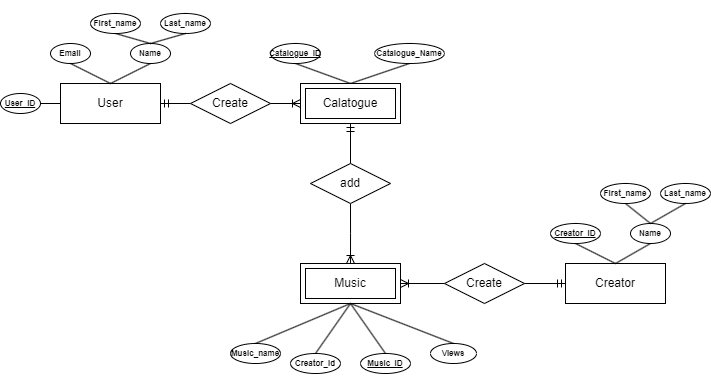 First_name
Last_name
Email
Name
Catalogue_ID
Catalogue_Name
User_ID
User
Create
Calatogue
add
First_name
Last_name
Creator_ID
Name
Music
Create
Creator
Music_name
Creator_id
Music_ID
Views